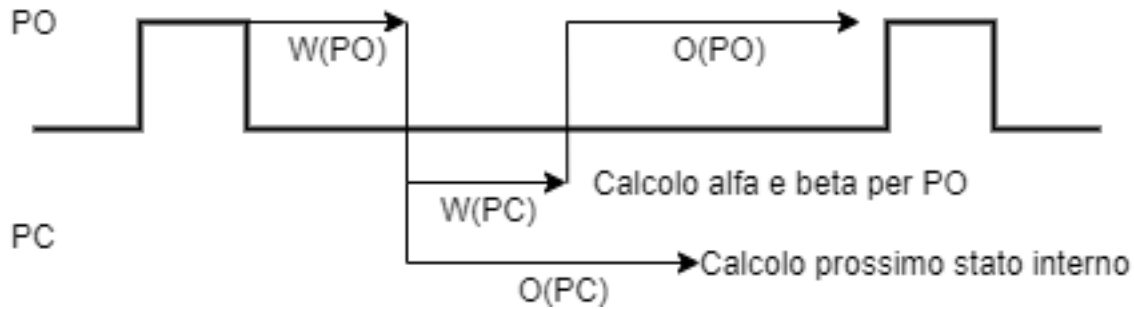 PO
W(PO)
O(PO)
Calcolo alfa e beta per PO
W(PC)
PC
Calcolo prossimo stato interno
O(PC)